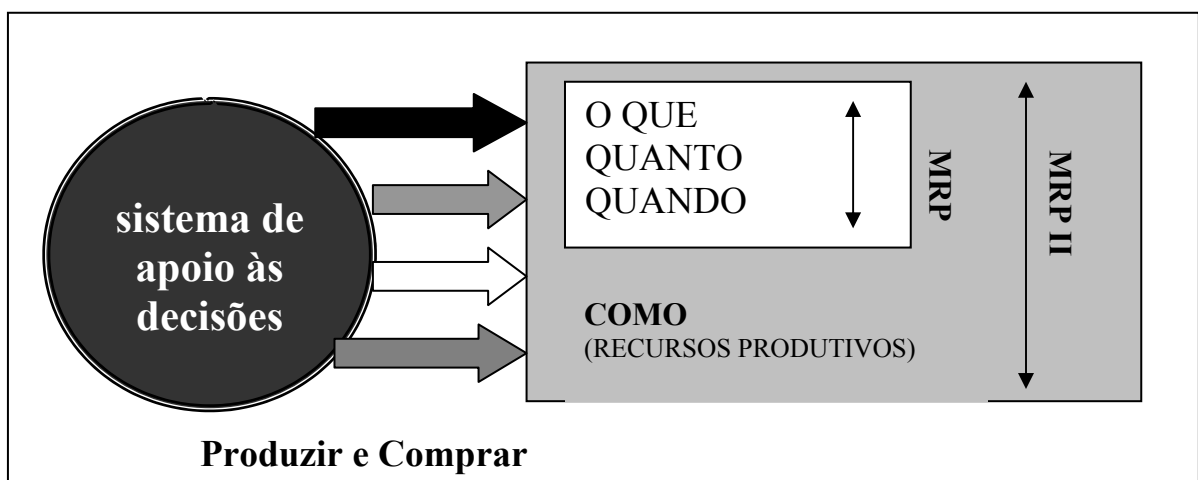 sistema de
apoio às
decisões
O QUE
QUANTO
QUANDO
MRP
MRP II
COMO
(RECURSOS PRODUTIVOS)
Produzir e Comprar